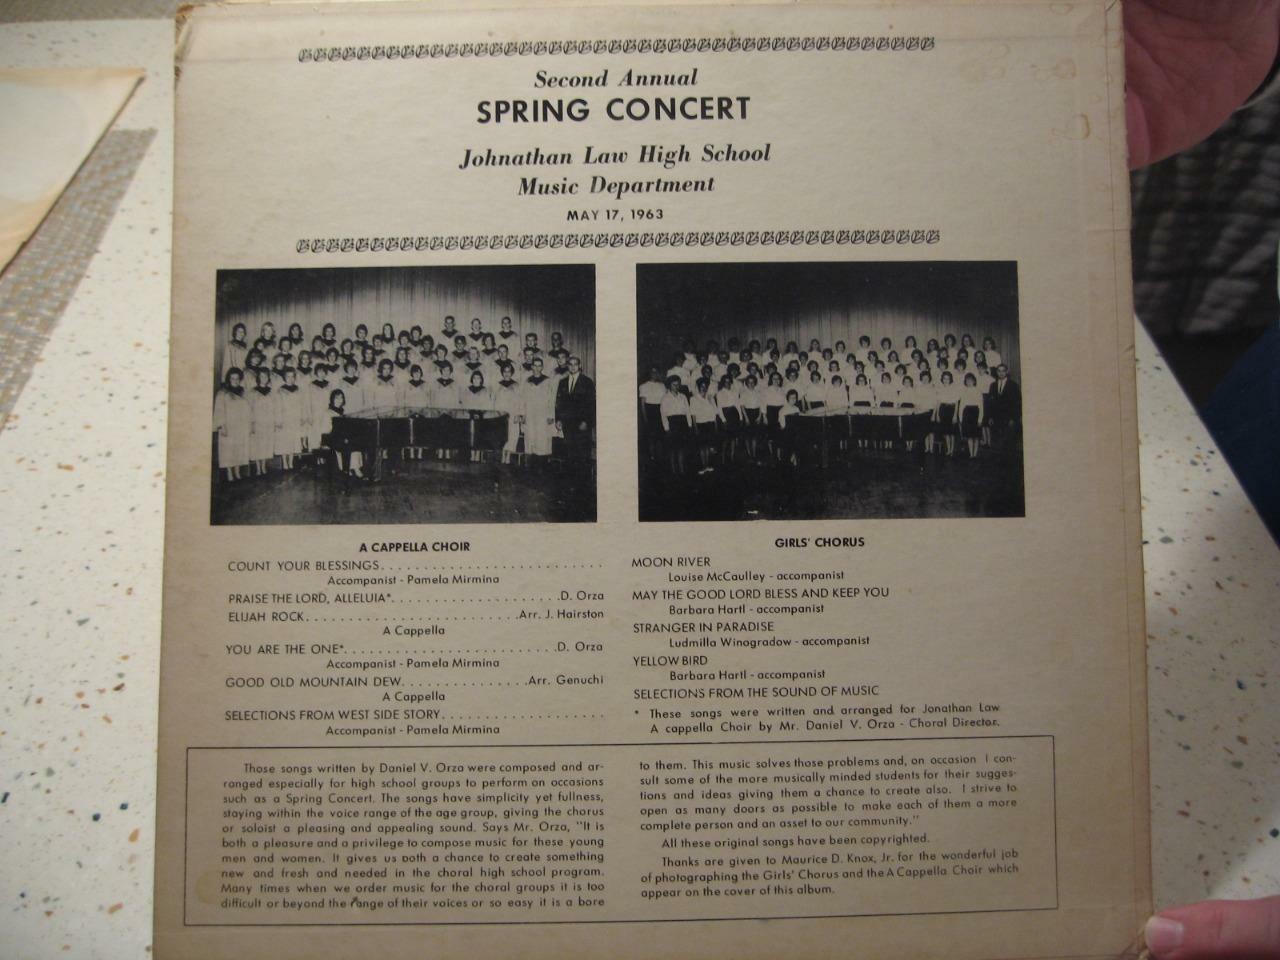 Second Annual
SPRING CONCERT
Johnathan Law High School
Music Department
MAY 17, 1963
A CAPPELLA CHOIR
COUNT YOUR BLESSINGS. . . . . . . . . . . . . . . . . . . . . . . . . .
Accompanist - Pamela Mirmina
PRAISE THE LORD, ALLELUIA*. . . . . . . . . . . . . . . . . . . .D. Orza
ELIJAH ROCK. . . . . . . . . . . . . . . . . . . . . . . . .Arr. J. Hairston
A Cappella
YOU ARE THE ONE*. . . . . . . . . . . . . . . . . . . . . . . . .D. Orza
Accompanist - Pamela Mirmina
GOOD OLD MOUNTAIN DEW. . . . . . . . . . . . . . .Arr. Genuchi
A Cappella
SELECTIONS FROM WEST SIDE STORY. . . . . . . . . . . . . . . . . . .
Accompanist - Pamela Mirmina
GIRLS' CHORUS
MOON RIVER
Louise McCaulley - accompanist
MAY THE GOOD LORD BLESS AND KEEP YOU
Barbara Hartl - accompanist
STRANGER IN PARADISE
Ludmilla Winogradow - accompanist
YELLOW BIRD
Barbara Hartl - accompanist
SELECTIONS FROM THE SOUND OF MUSIC
* These songs were written and arranged for Jonathan Law
A cappella Choir by Mr. Daniel V. Orza - Choral Director.
Those songs written by Daniel V. Orza were composed and ar-
ranged especially for high school groups to perform on occasions
such as a Spring Concert. The songs have simplicity yet fullness,
staying within the voice range of the age group, giving the chorus
or soloist a pleasing and appealing sound. Says Mr. Orza, "It is
both a pleasure and a privilege to compose music for these young
men and women. It gives us both a chance to create something
new and fresh and needed in the choral high school program.
Many times when we order music for the choral groups it is too
difficult or beyond the range of their voices or so easy it is a bore
to them. This music solves those problems and, on occasion I con-
sult some of the more musically minded students for their sugges-
tions and ideas giving them a chance to create also. I strive to
open as many doors as possible to make each of them a more
complete person and an asset to our community."
All these original songs have been copyrighted.
Thanks are given to Maurice D. Knox, Jr. for the wonderful job
of photographing the Girls' Chorus and the A Cappella Choir which
appear on the cover of this album.